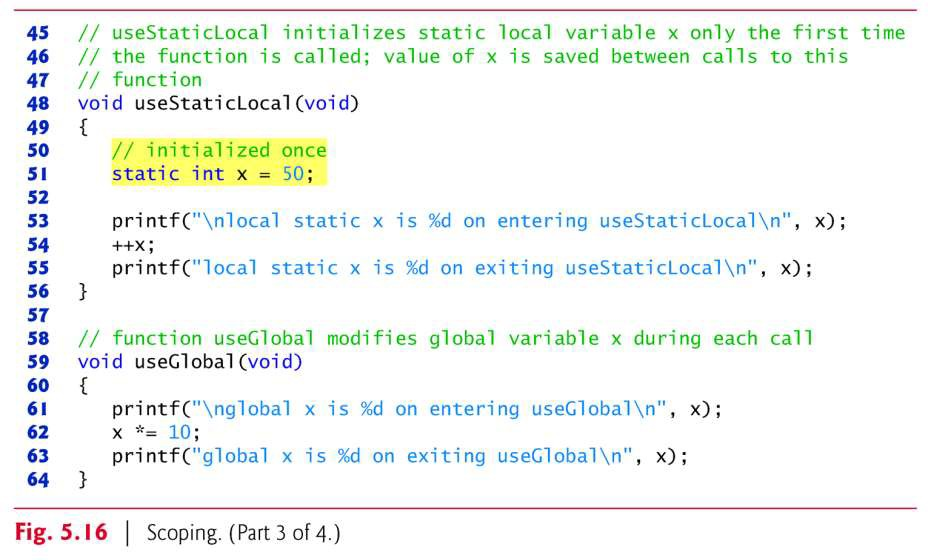 45 // useStaticLocal initializes static local variable x only the first time
46 // the function is called; value of x is saved between calls to this
47 // function
48 void useStaticLocal(void)
49 {
50 // initialized once
51 static int x = 50;
52
53 printf("\nlocal static x is %d on entering useStaticLocal\n", x);
54 ++x;
55 printf("local static x is %d on exiting useStaticLocal\n", x);
56 }
57
58 // function useGlobal modifies global variable x during each call
59 void useGlobal(void)
60 {
61 printf("\nglobal x is %d on entering useGlobal\n", x);
62 x *= 10;
63 printf("global x is %d on exiting useGlobal\n", x);
64 }
Fig. 5.16 | Scoping. (Part 3 of 4.)